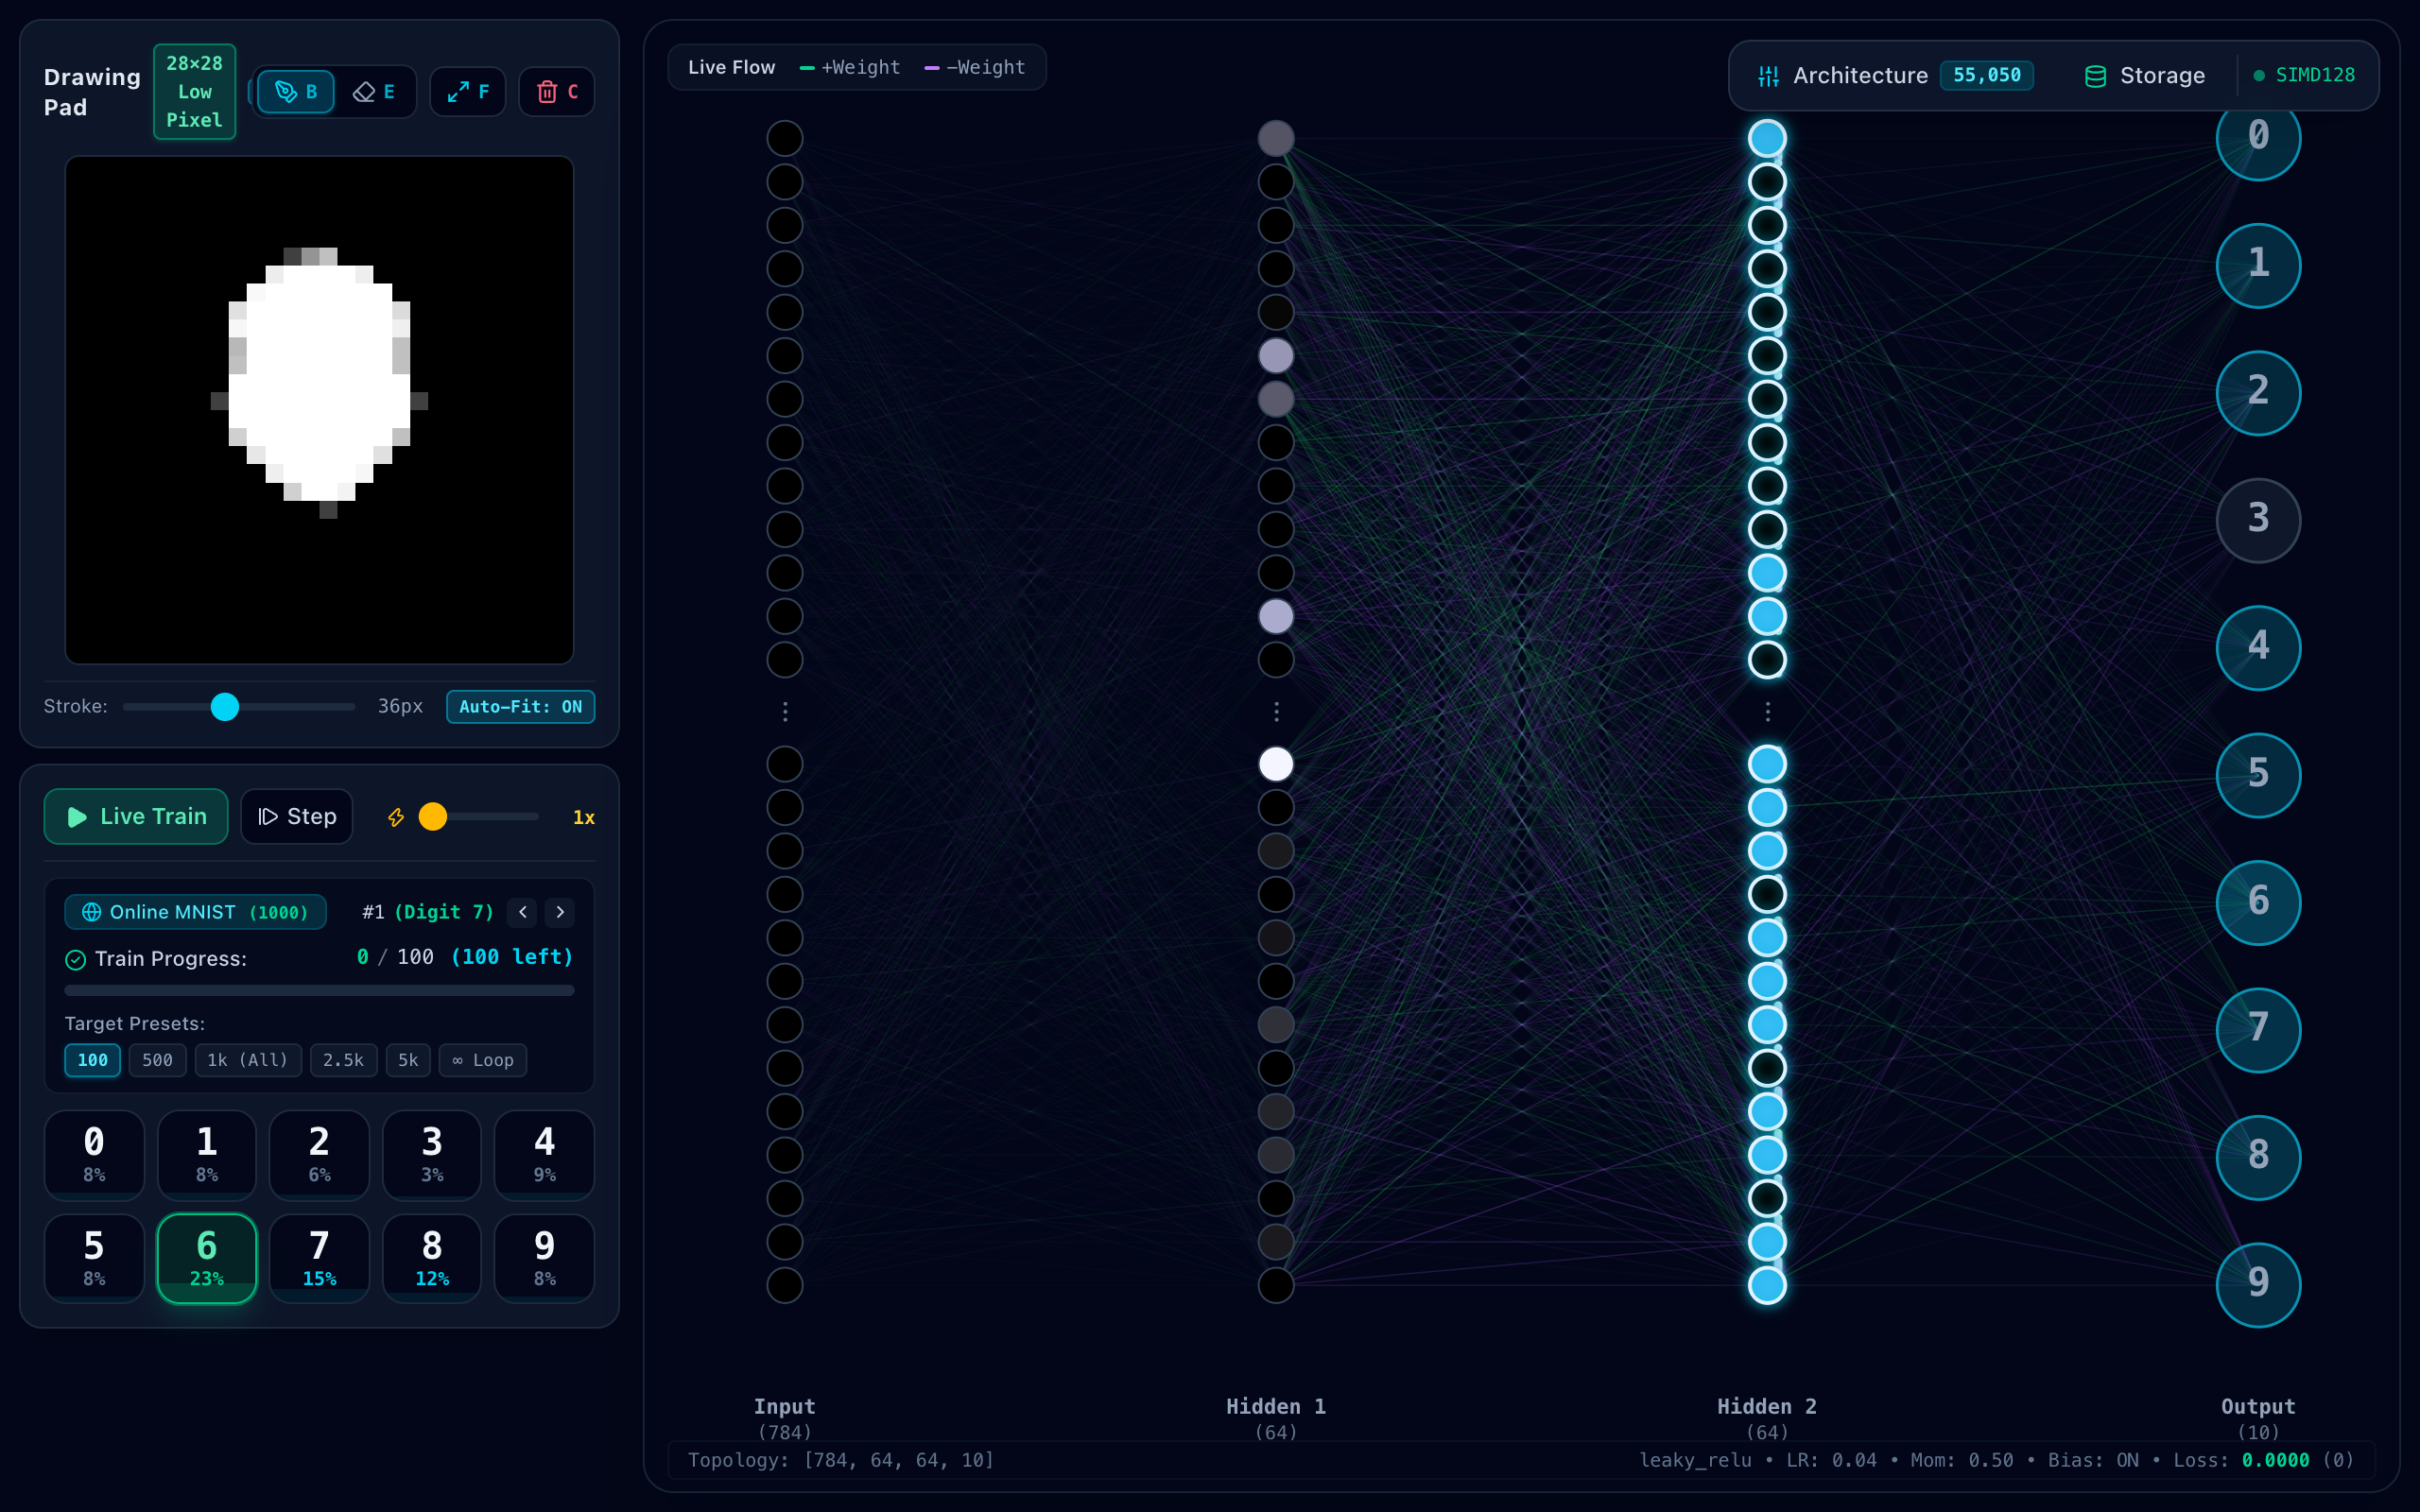 Drawing Pad
28×28 Low Pixel
B
E
F
C
Stroke:
36px
Auto–Fit: ON
Live Train
Step
1x
Online MNIST (1000)
#1 (Digit 7)
Train Progress:
0 / 100 (100 left)
Target Presets:
100
500
1k (All)
2.5k
5k
∞ Loop
0
8%
1
8%
2
6%
3
3%
4
9%
5
8%
6
23%
7
15%
8
12%
9
8%
Live Flow
+Weight
−Weight
Architecture
55,050
Storage
SIMD128
0
1
2
3
4
5
6
7
8
9
Input
(784)
Hidden 1
(64)
Hidden 2
(64)
Output
(10)
Topology: [784, 64, 64, 10]
leaky_relu • LR: 0.04 • Mom: 0.50 • Bias: ON • Loss: 0.0000 (0)